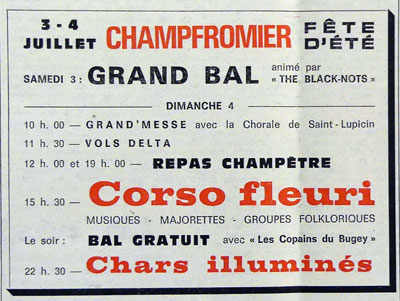 3 - 4
JUILLET CHAMPFROMIER FÊTE
D'ÉTÉ
SAMEDI 3 : GRAND BAL animé par
« THE BLACK-NOTS »
DIMANCHE 4
10 h. 00 — GRAND'MESSE avec la Chorale de Saint-Lupicin
11 h. 30 — VOLS DELTA
12 h. 00 et 19 h. 00 — REPAS CHAMPÊTRE
15 h. 30 — Corso fleuri
MUSIQUES - MAJORETTES - GROUPES FOLKLORIQUES
Le soir : BAL GRATUIT avec « Les Copains du Bugey »
22 h. 30 — Chars illuminés